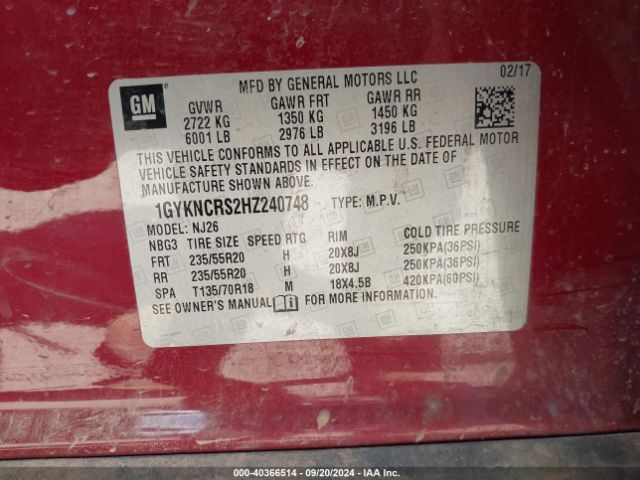 GM
MFD BY GENERAL MOTORS LLC 02/17
GVWR GAWR FRT GAWR RR
2722 KG 1350 KG 1450 KG
6001 LB 2976 LB 3196 LB
THIS VEHICLE CONFORMS TO ALL APPLICABLE U.S. FEDERAL MOTOR
VEHICLE SAFETY STANDARDS IN EFFECT ON THE DATE OF
MANUFACTURE SHOWN ABOVE.
1GYKNCRS2HZ240748 TYPE: M.P.V.
MODEL: NJ26
NBG3 TIRE SIZE SPEED RTG RIM COLD TIRE PRESSURE
FRT 235/55R20 H 20X8J 250KPA(36PSI)
RR 235/55R20 H 20X8J 250KPA(36PSI)
SPA T135/70R18 M 18X4.5B 420KPA(60PSI)
SEE OWNER'S MANUAL FOR MORE INFORMATION.
000-40366514 / 09/20/2024 / IAA Inc.